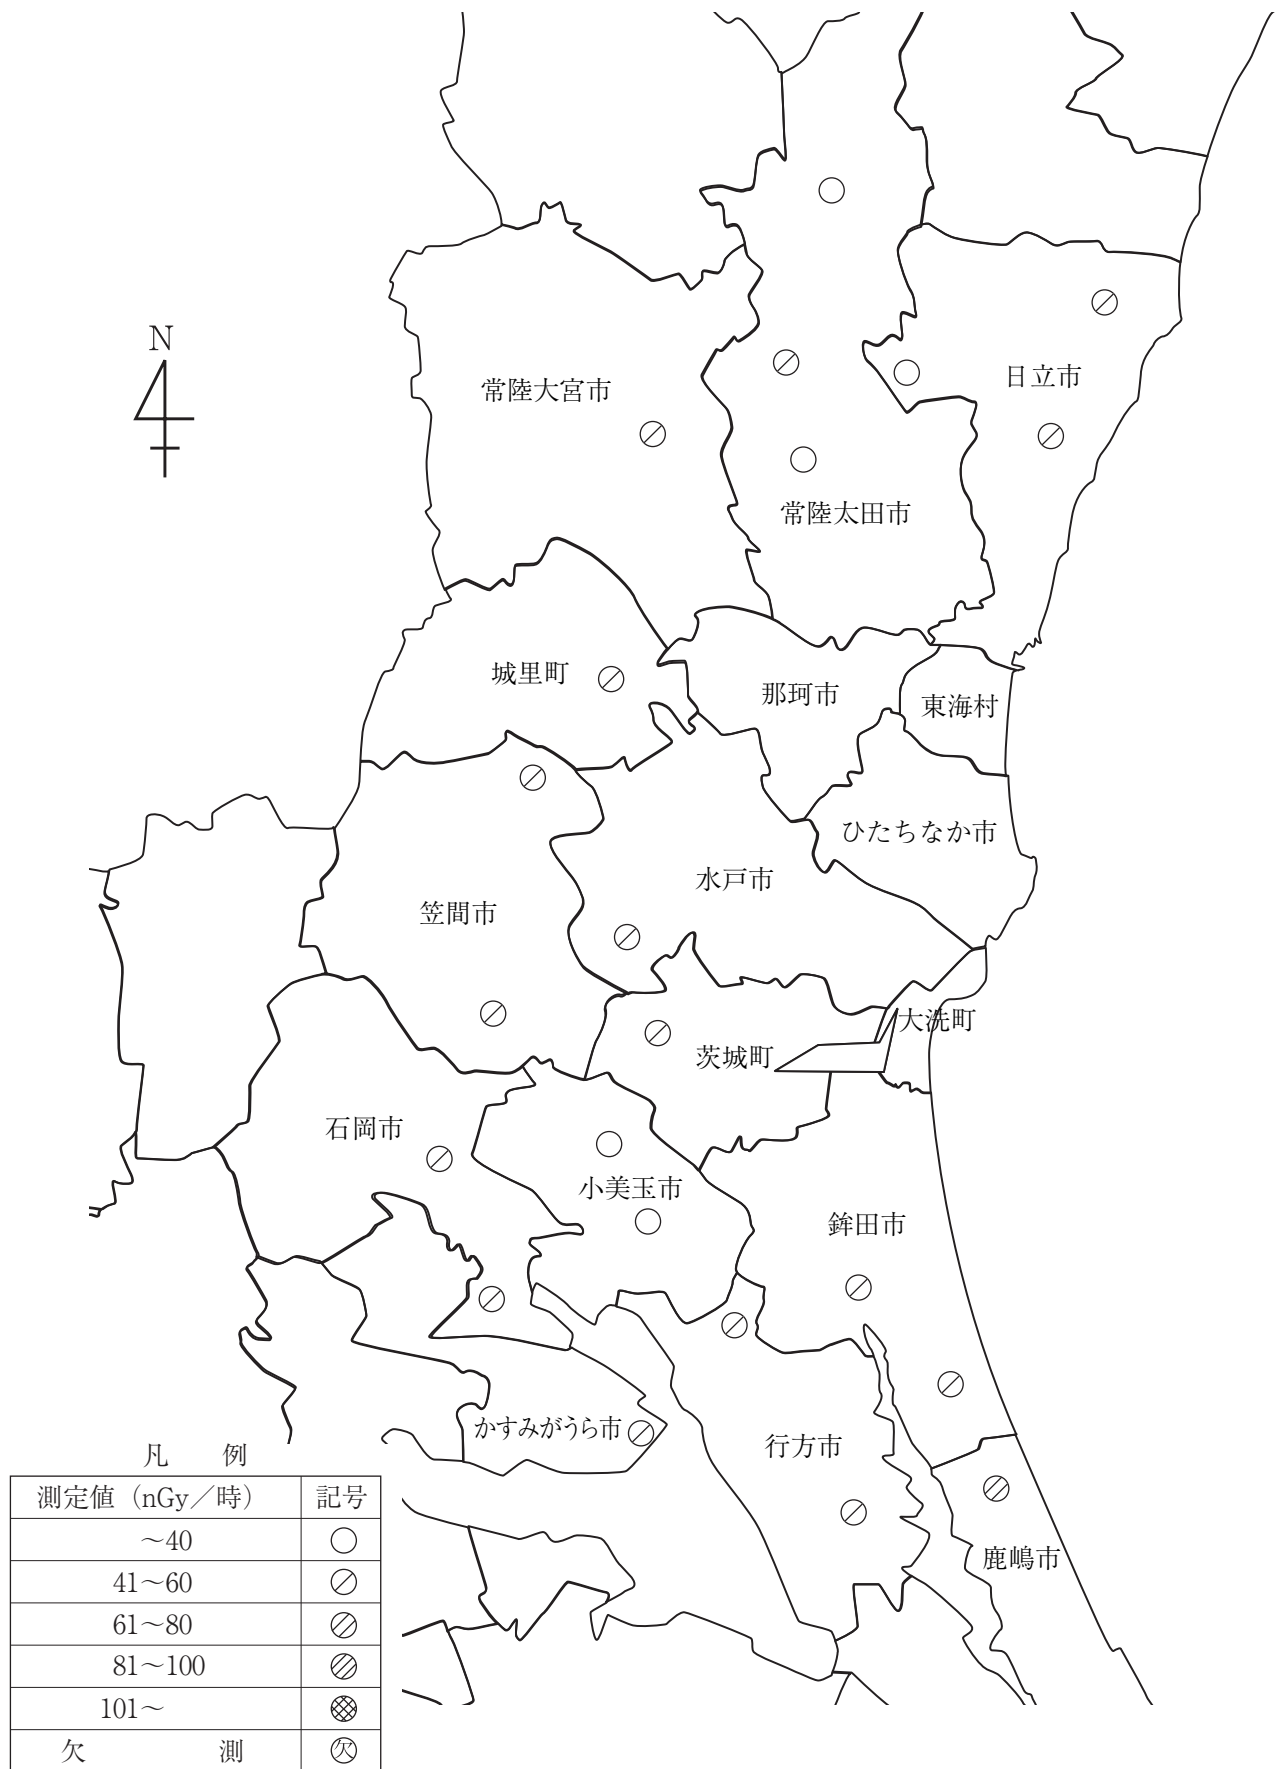 N
常陸大宮市
日立市
常陸太田市
城里町
那珂市
東海村
ひたちなか市
水戸市
笠間市
大洗町
茨城町
石岡市
小美玉市
鉾田市
かすみがうら市
行方市
鹿嶋市
凡 例
測定値（nGy／時） 記号
～40
41～60
61～80
81～100
101～
欠 測 欠